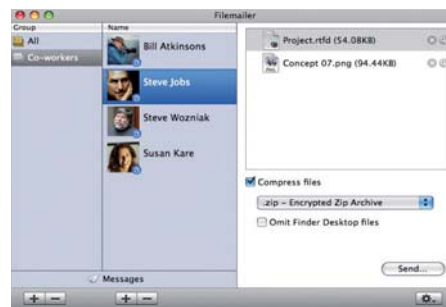 Filemailer
Group
Name
All
Co-workers
Bill Atkinsons
Steve Jobs
Steve Wozniak
Susan Kare
Project.rtfd (54.08KB)
Concept 07.png (94.44KB)
Compress files
.zip – Encrypted Zip Archive
Omit Finder Desktop files
Send...
Messages